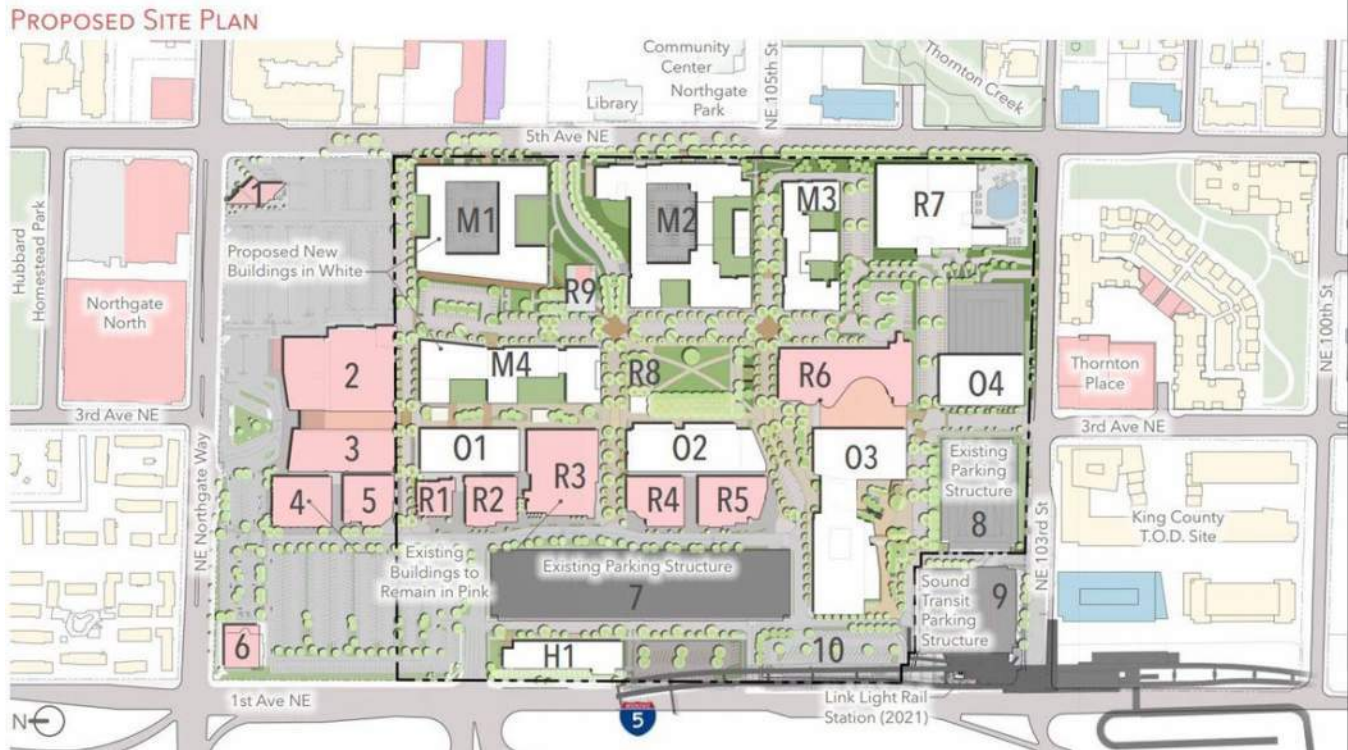 PROPOSED SITE PLAN
Community
Center
Northgate
Park
Library
NE 105th St
Thornton Creek
5th Ave NE
Hubbard
Homestead Park
1
Proposed New
Buildings in White
M1
M2
M3
R7
R9
Northgate
North
NE Northgate Way
2
M4
R8
R6
O4
Thornton
Place
NE 100th St
3rd Ave NE
3rd Ave NE
3
O1
R3
O2
O3
Existing
Parking
Structure
8
4
5
R1
R2
R4
R5
NE 103rd St
King County
T.O.D. Site
Existing
Buildings to
Remain in Pink
Existing Parking Structure
7
Sound
Transit
Parking
Structure
9
6
H1
10
1st Ave NE
Link Light Rail
Station (2021)
N
5